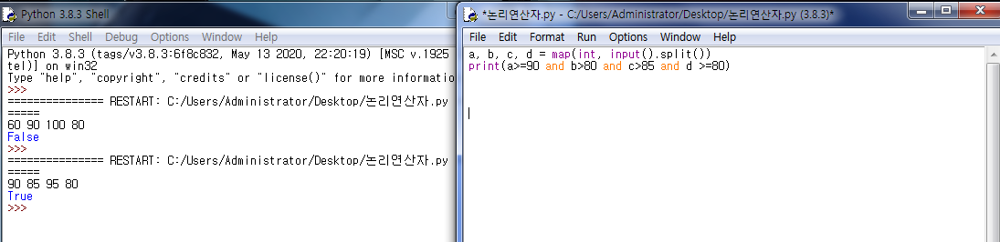 Python 3.8.3 Shell
File Edit Shell Debug Options Window Help
Python 3.8.3 (tags/v3.8.3:6f8c832, May 13 2020, 22:20:19) [MSC v.1925
tel)] on win32
Type "help", "copyright", "credits" or "license()" for more informatio
>>>
=============== RESTART: C:/Users/Administrator/Desktop/논리연산자.py
=====
60 90 100 80
False
>>>
=============== RESTART: C:/Users/Administrator/Desktop/논리연산자.py
=====
90 85 95 80
True
>>>
*논리연산자.py - C:/Users/Administrator/Desktop/논리연산자.py (3.8.3)*
File Edit Format Run Options Window Help
a, b, c, d = map(int, input().split())
print(a>=90 and b>80 and c>85 and d >=80)